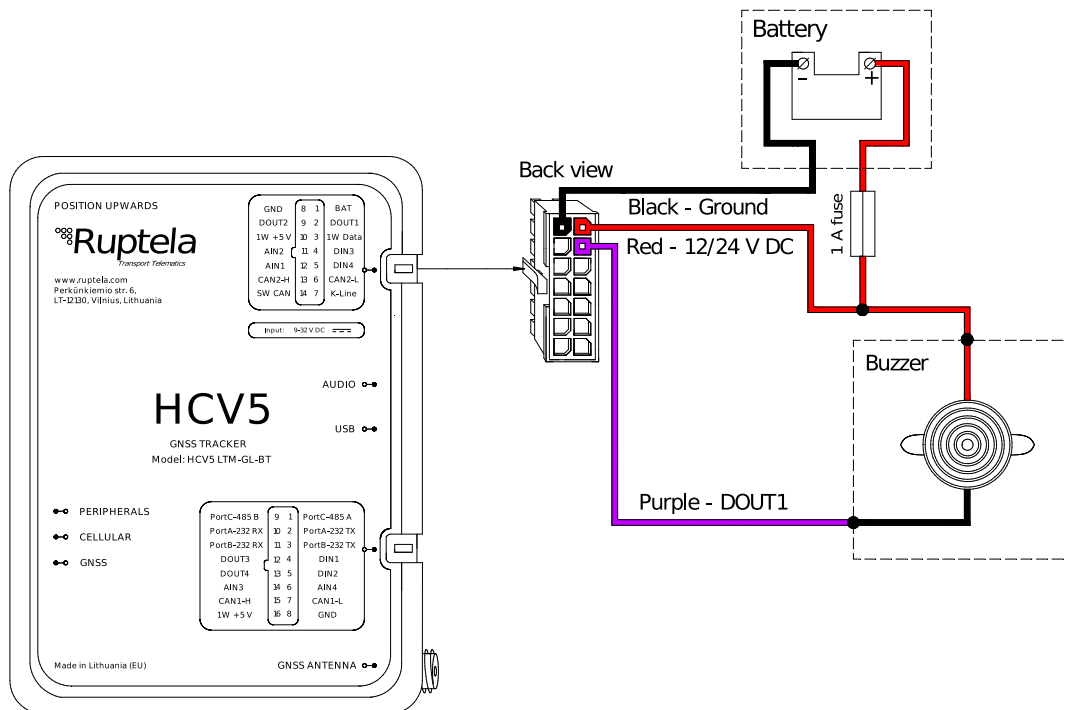 Battery
-
+
Back view
Black - Ground
Red - 12/24 V DC
1 A fuse
Buzzer
Purple - DOUT1
POSITION UPWARDS
Ruptela
Transport Telematics
www.ruptela.com
Perkūnkiemio str. 6,
LT-12130, Vilnius, Lithuania
GND 8 1 BAT
DOUT2 9 2 DOUT1
1W +5 V 10 3 1W Data
AIN2 11 4 DIN3
AIN1 12 5 DIN4
CAN2-H 13 6 CAN2-L
SW CAN 14 7 K-Line
Input: 9-32 V DC
AUDIO
USB
HCV5
GNSS TRACKER
Model: HCV5 LTM-GL-BT
PERIPHERALS
CELLULAR
GNSS
PortC-485 B 9 1 PortC-485 A
PortA-232 RX 10 2 PortA-232 TX
PortB-232 RX 11 3 PortB-232 TX
DOUT3 12 4 DIN1
DOUT4 13 5 DIN2
AIN3 14 6 AIN4
CAN1-H 15 7 CAN1-L
1W +5 V 16 8 GND
Made in Lithuania (EU)
GNSS ANTENNA